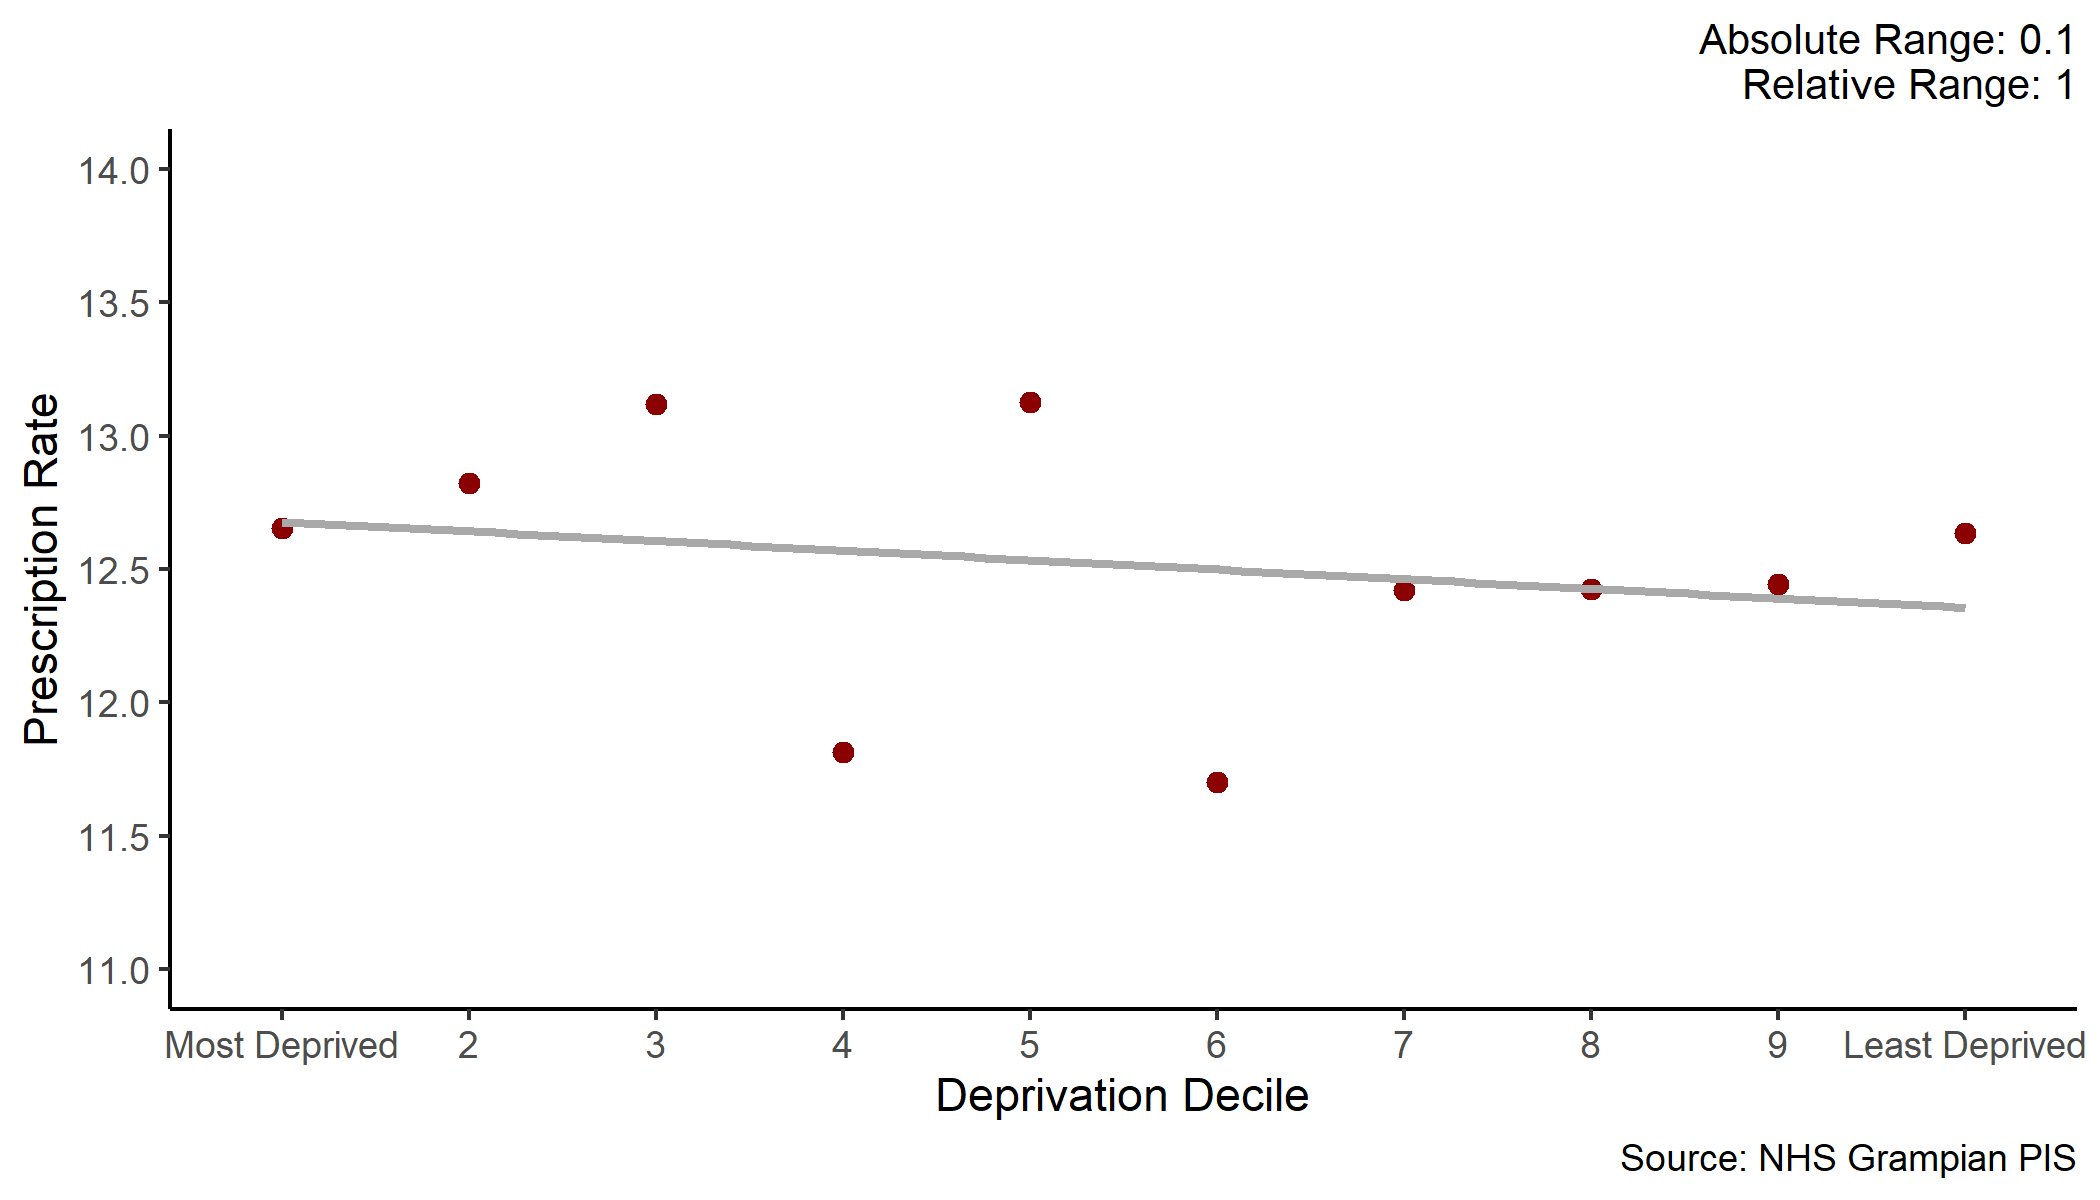 Absolute Range: 0.1
Relative Range: 1
14.0
13.5
13.0
12.5
12.0
11.5
11.0
Prescription Rate
Most Deprived 2 3 4 5 6 7 8 9 Least Deprived
Deprivation Decile
Source: NHS Grampian PIS